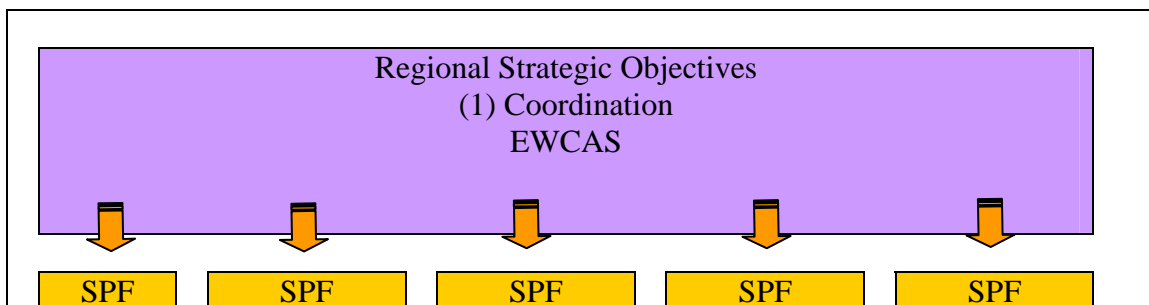 Regional Strategic Objectives
(1) Coordination
EWCAS
SPF SPF SPF SPF SPF